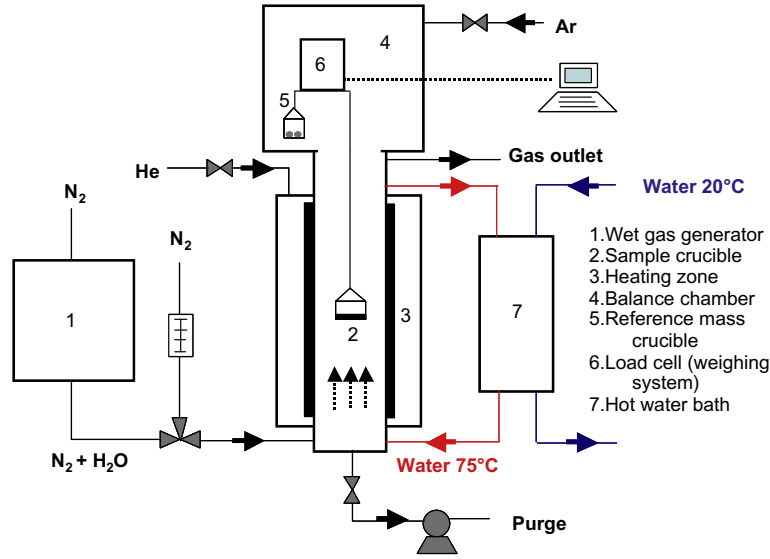 4
Ar
6
5
He
Gas outlet
N2
Water 20°C
N2
1
2
3
7
1.Wet gas generator
2.Sample crucible
3.Heating zone
4.Balance chamber
5.Reference mass
crucible
6.Load cell (weighing
system)
7.Hot water bath
N2 + H2O
Water 75°C
Purge